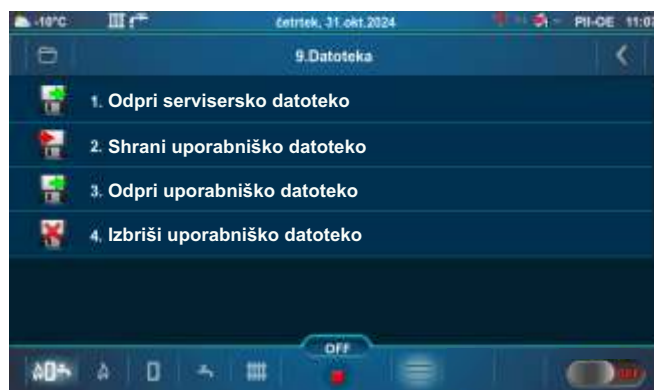 -10°C četrtek, 31.okt.2024 PII-OE 11:07
9.Datoteka
1. Odpri servisersko datoteko
2. Shrani uporabniško datoteko
3. Odpri uporabniško datoteko
4. Izbriši uporabniško datoteko
OFF
OFF